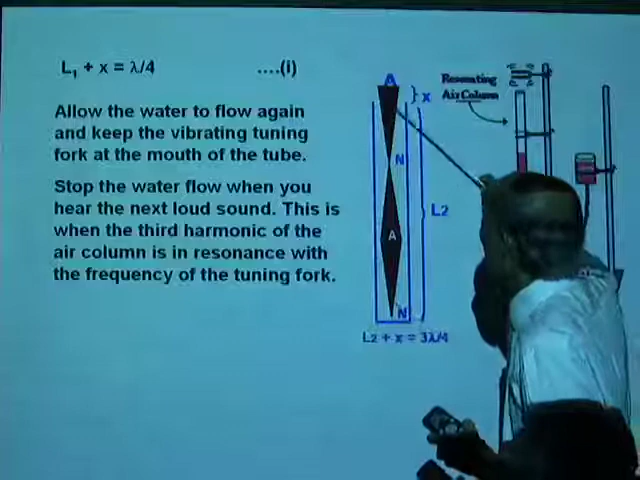 L₁ + x = λ/4 ....(i)
Allow the water to flow again
and keep the vibrating tuning
fork at the mouth of the tube.
Stop the water flow when you
hear the next loud sound. This is
when the third harmonic of the
air column is in resonance with
the frequency of the tuning fork.
A
x
N
L2
A
N
L2 + x = 3λ/4
Resonating
Air Column